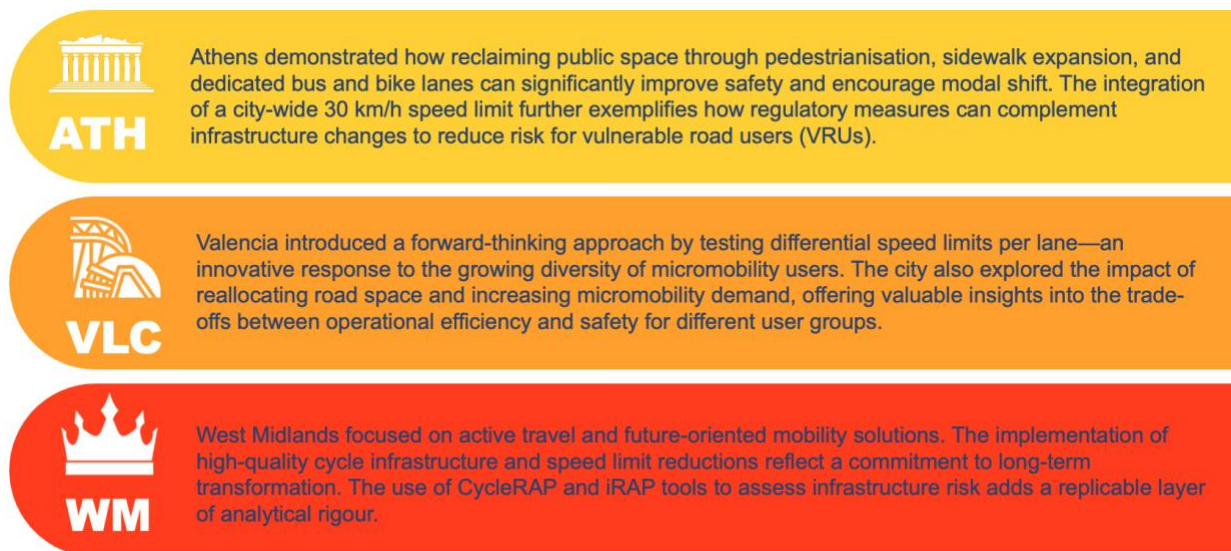 Athens demonstrated how reclaiming public space through pedestrianisation, sidewalk expansion, and
dedicated bus and bike lanes can significantly improve safety and encourage modal shift. The integration
of a city-wide 30 km/h speed limit further exemplifies how regulatory measures can complement
infrastructure changes to reduce risk for vulnerable road users (VRUs).
ATH
Valencia introduced a forward-thinking approach by testing differential speed limits per lane—an
innovative response to the growing diversity of micromobility users. The city also explored the impact of
reallocating road space and increasing micromobility demand, offering valuable insights into the trade-
offs between operational efficiency and safety for different user groups.
VLC
West Midlands focused on active travel and future-oriented mobility solutions. The implementation of
high-quality cycle infrastructure and speed limit reductions reflect a commitment to long-term
transformation. The use of CycleRAP and iRAP tools to assess infrastructure risk adds a replicable layer
of analytical rigour.
WM